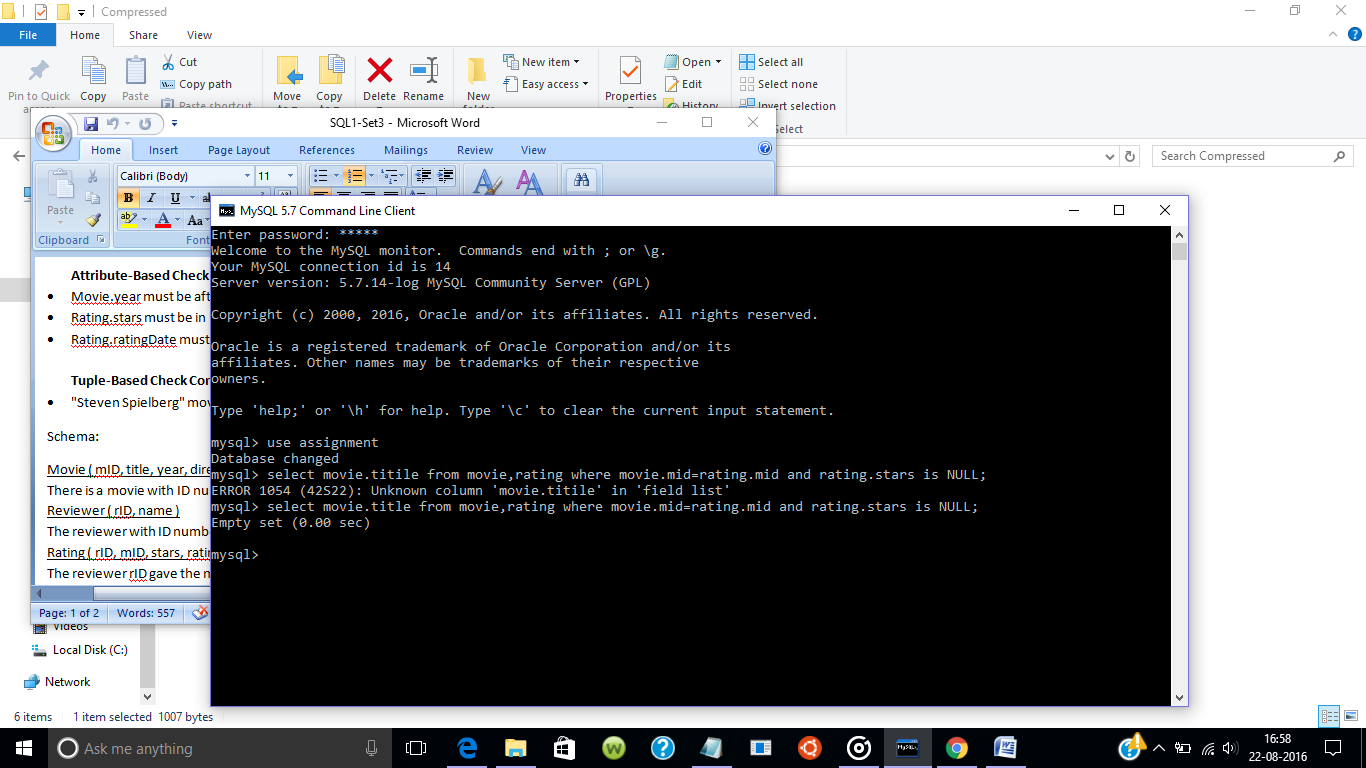 Compressed
File
Home
Share
View
Pin to Quick
Copy
Paste
Cut
Copy path
Paste shortcut
Move
Copy
Delete
Rename
New
New item
Easy access
Properties
Open
Edit
History
Select all
Select none
Invert selection
Select
Search Compressed
SQL1-Set3 - Microsoft Word
Home
Insert
Page Layout
References
Mailings
Review
View
Paste
Clipboard
Calibri (Body)
11
B
I
U
Aa
Font
Attribute-Based Check
• Movie.year must be aft
• Rating.stars must be in
• Rating.ratingDate must
Tuple-Based Check Con
• "Steven Spielberg" mov
Schema:
Movie ( mID, title, year, dire
There is a movie with ID nu
Reviewer ( rID, name )
The reviewer with ID numb
Rating ( rID, mID, stars, ratin
The reviewer rID gave the n
Page: 1 of 2
Words: 557
MySQL 5.7 Command Line Client
Enter password: *****
Welcome to the MySQL monitor.  Commands end with ; or \g.
Your MySQL connection id is 14
Server version: 5.7.14-log MySQL Community Server (GPL)
Copyright (c) 2000, 2016, Oracle and/or its affiliates. All rights reserved.
Oracle is a registered trademark of Oracle Corporation and/or its
affiliates. Other names may be trademarks of their respective
owners.
Type 'help;' or '\h' for help. Type '\c' to clear the current input statement.
mysql> use assignment
Database changed
mysql> select movie.titile from movie,rating where movie.mid=rating.mid and rating.stars is NULL;
ERROR 1054 (42S22): Unknown column 'movie.titile' in 'field list'
mysql> select movie.title from movie,rating where movie.mid=rating.mid and rating.stars is NULL;
Empty set (0.00 sec)
mysql>
Videos
Local Disk (C:)
Network
6 items
1 item selected 1007 bytes
Ask me anything
16:58
22-08-2016